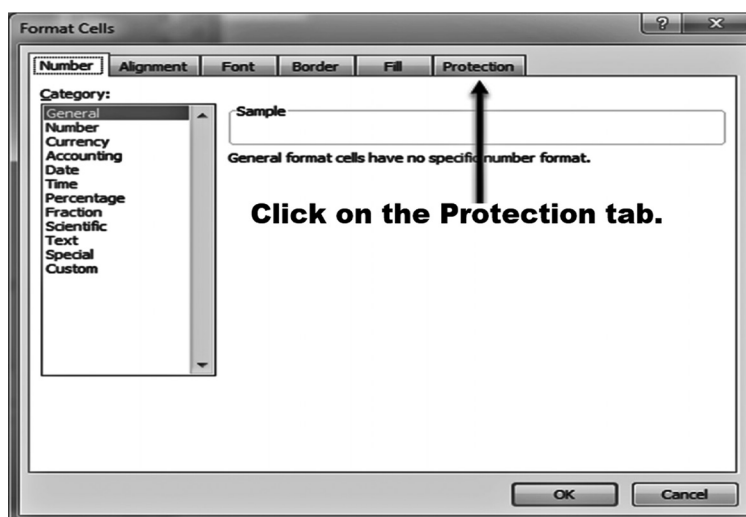 Format Cells
Number Alignment Font Border Fill Protection
Category:
General
Number
Currency
Accounting
Date
Time
Percentage
Fraction
Scientific
Text
Special
Custom
Sample
General format cells have no specific number format.
Click on the Protection tab.
OK Cancel